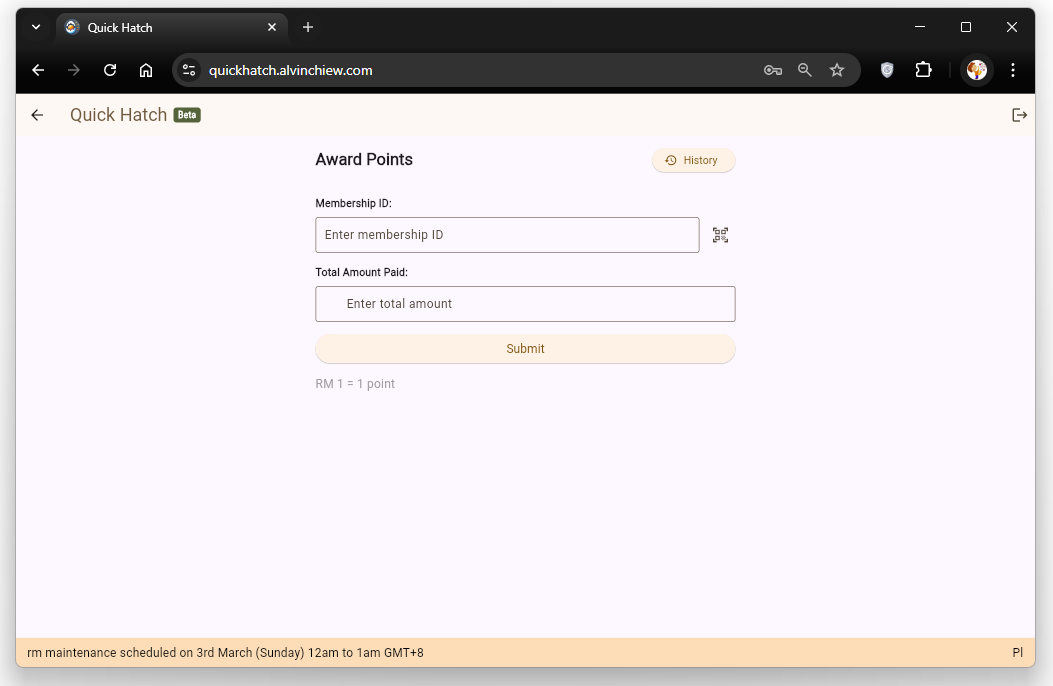 Quick Hatch
quickhatch.alvinchiew.com
Quick Hatch Beta
Award Points
History
Membership ID:
Enter membership ID
Total Amount Paid:
Enter total amount
Submit
RM 1 = 1 point
rm maintenance scheduled on 3rd March (Sunday) 12am to 1am GMT+8 Pl